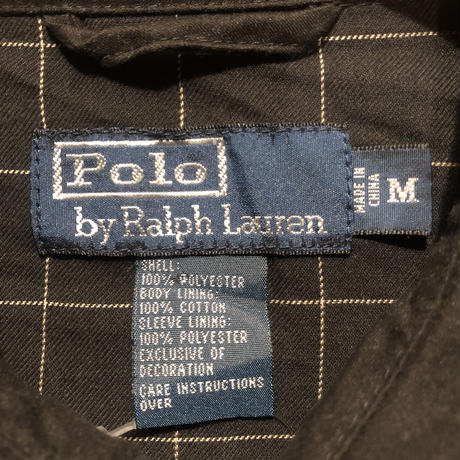 Polo
by Ralph Lauren
MADE IN
CHINA
M
SHELL:
100% POLYESTER
BODY LINING:
100% COTTON
SLEEVE LINING:
100% POLYESTER
EXCLUSIVE OF
DECORATION
CARE INSTRUCTIONS
OVER